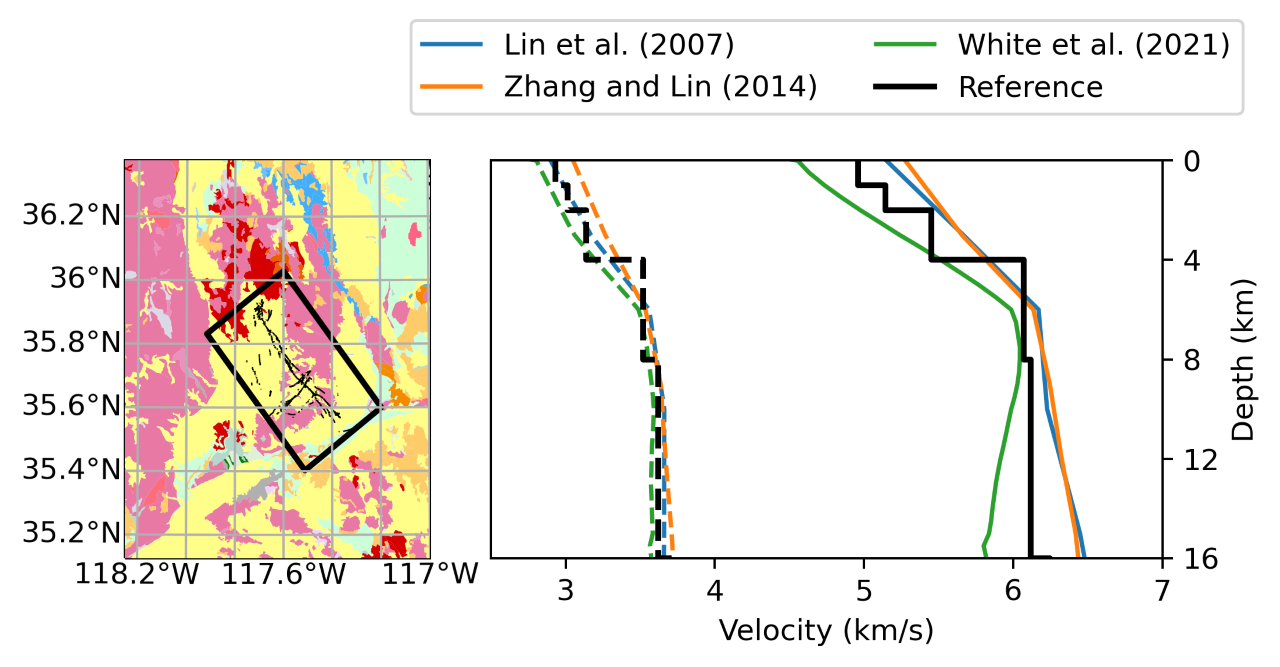 Lin et al. (2007)
Zhang and Lin (2014)
White et al. (2021)
Reference
36.2°N
36°N
35.8°N
35.6°N
35.4°N
35.2°N
118.2°W 117.6°W 117°W
0
4
8
12
16
Depth (km)
3 4 5 6 7
Velocity (km/s)